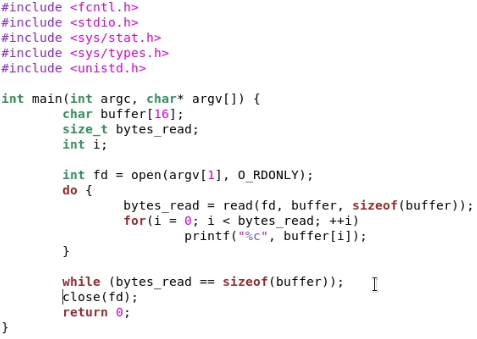 #include <fcntl.h>
#include <stdio.h>
#include <sys/stat.h>
#include <sys/types.h>
#include <unistd.h>
int main(int argc, char* argv[]) {
char buffer[16];
size_t bytes_read;
int i;
int fd = open(argv[1], O_RDONLY);
do {
bytes_read = read(fd, buffer, sizeof(buffer));
for(i = 0; i < bytes_read; ++i)
printf("%c", buffer[i]);
}
while (bytes_read == sizeof(buffer));
close(fd);
return 0;
}